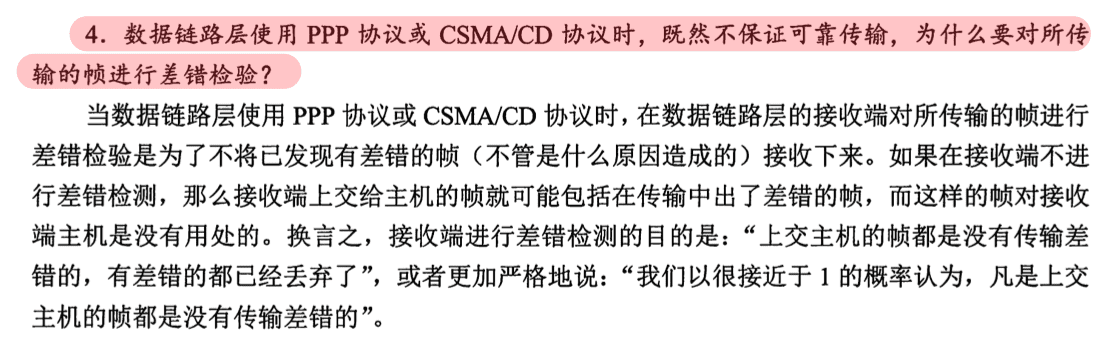 4．数据链路层使用 PPP 协议或 CSMA/CD 协议时，既然不保证可靠传输，为什么要对所传
输的帧进行差错检验？
当数据链路层使用 PPP 协议或 CSMA/CD 协议时，在数据链路层的接收端对所传输的帧进行
差错检验是为了不将已发现有差错的帧（不管是什么原因造成的）接收下来。如果在接收端不进
行差错检测，那么接收端上交给主机的帧就可能包括在传输中出了差错的帧，而这样的帧对接收
端主机是没有用处的。换言之，接收端进行差错检测的目的是：“上交主机的帧都是没有传输差
错的，有差错的都已经丢弃了”，或者更加严格地说：“我们以很接近于 1 的概率认为，凡是上交
主机的帧都是没有传输差错的”。